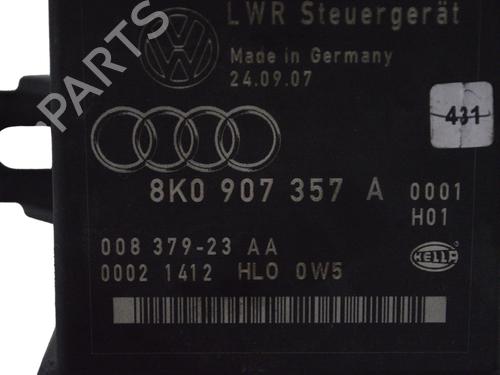 LWR Steuergerät
Made in Germany
24.09.07
431
8K0 907 357 A 0001
H01
008 379-23 AA
0002 1412 HLO 0W5
HELLA
PARTS